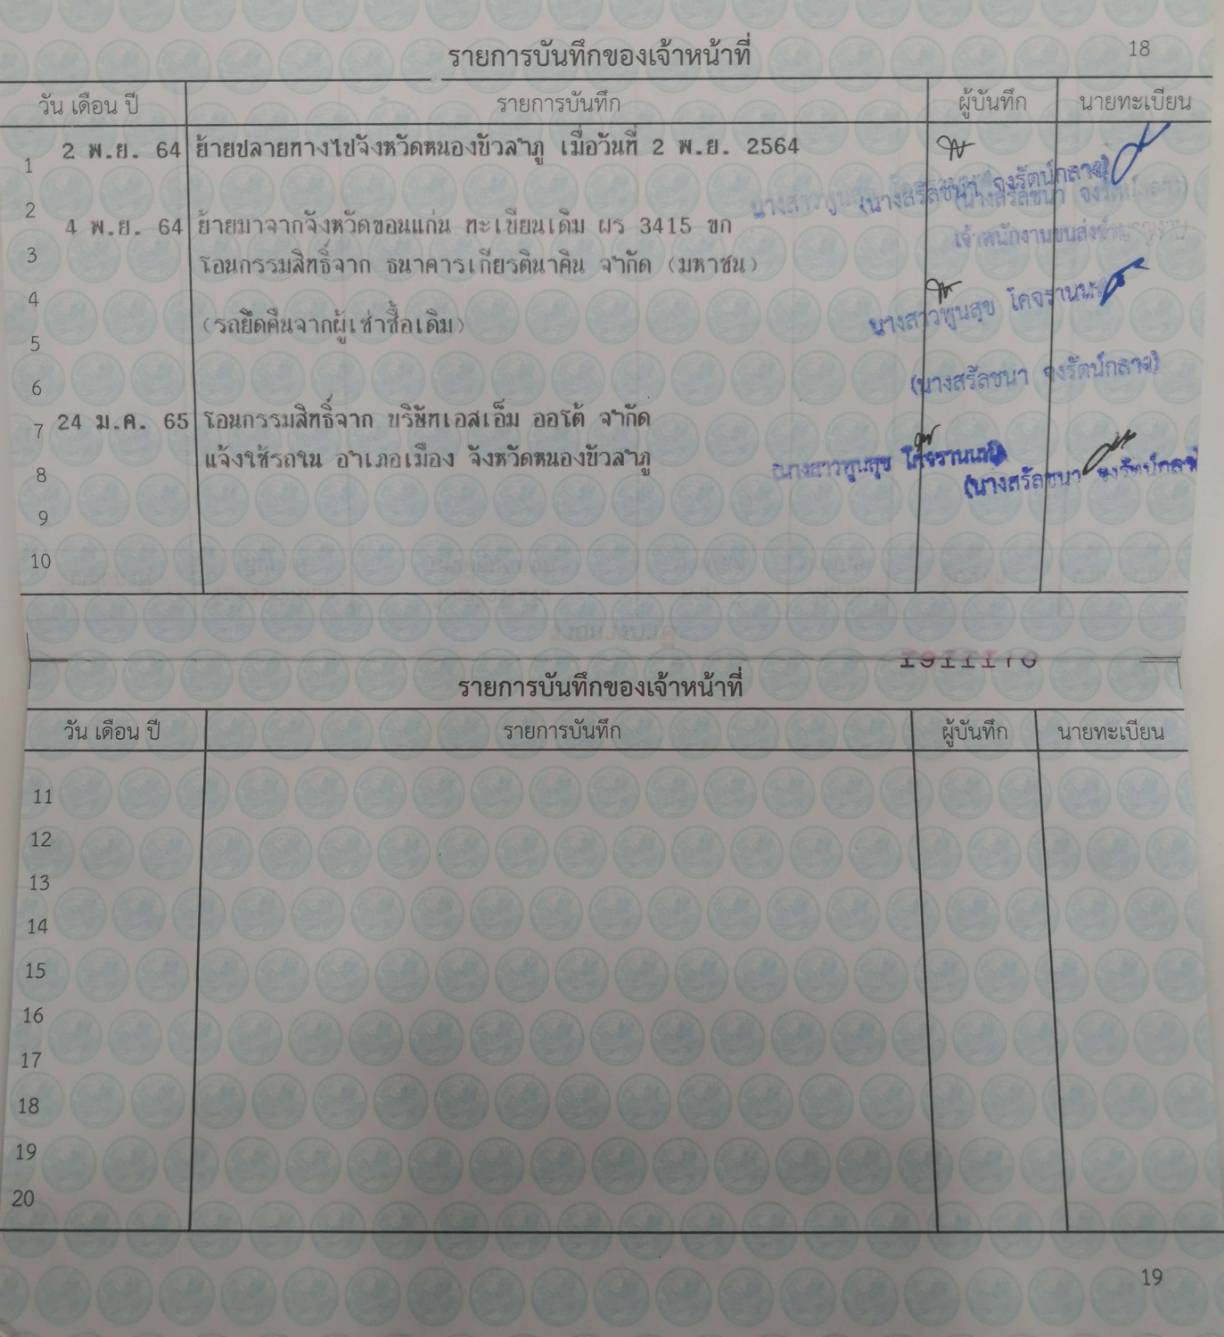 รายการบันทึกของเจ้าหน้าที่ 18
วัน เดือน ปี รายการบันทึก ผู้บันทึก นายทะเบียน
1 2 พ.ย. 64 ย้ายปลายทางไปจังหวัดหนองบัวลำภู เมื่อวันที่ 2 พ.ย. 2564
(นางสรัลชนา จงรัตน์กลาง)
2
4 พ.ย. 64 ย้ายมาจากจังหวัดขอนแก่น ทะเบียนเดิม ผร 3415 ขก
3 โอนกรรมสิทธิ์จาก ธนาคารเกียรตินาคิน จำกัด (มหาชน)
4
นางสาวพูนสุข
5 (รถยึดคืนจากผู้เช่าซื้อเดิม)
6 (นางสรัลชนา จงรัตน์กลาง)
7 24 ม.ค. 65 โอนกรรมสิทธิ์จาก บริษัทเอสเอ็ม ออโต้ จำกัด
8 แจ้งใช้รถใน อำเภอเมือง จังหวัดหนองบัวลำภู นางสาวพูนสุข
(นางสรัลชนา จงรัตน์กลาง
9
10
รายการบันทึกของเจ้าหน้าที่
วัน เดือน ปี รายการบันทึก ผู้บันทึก นายทะเบียน
11
12
13
14
15
16
17
18
19
20
19